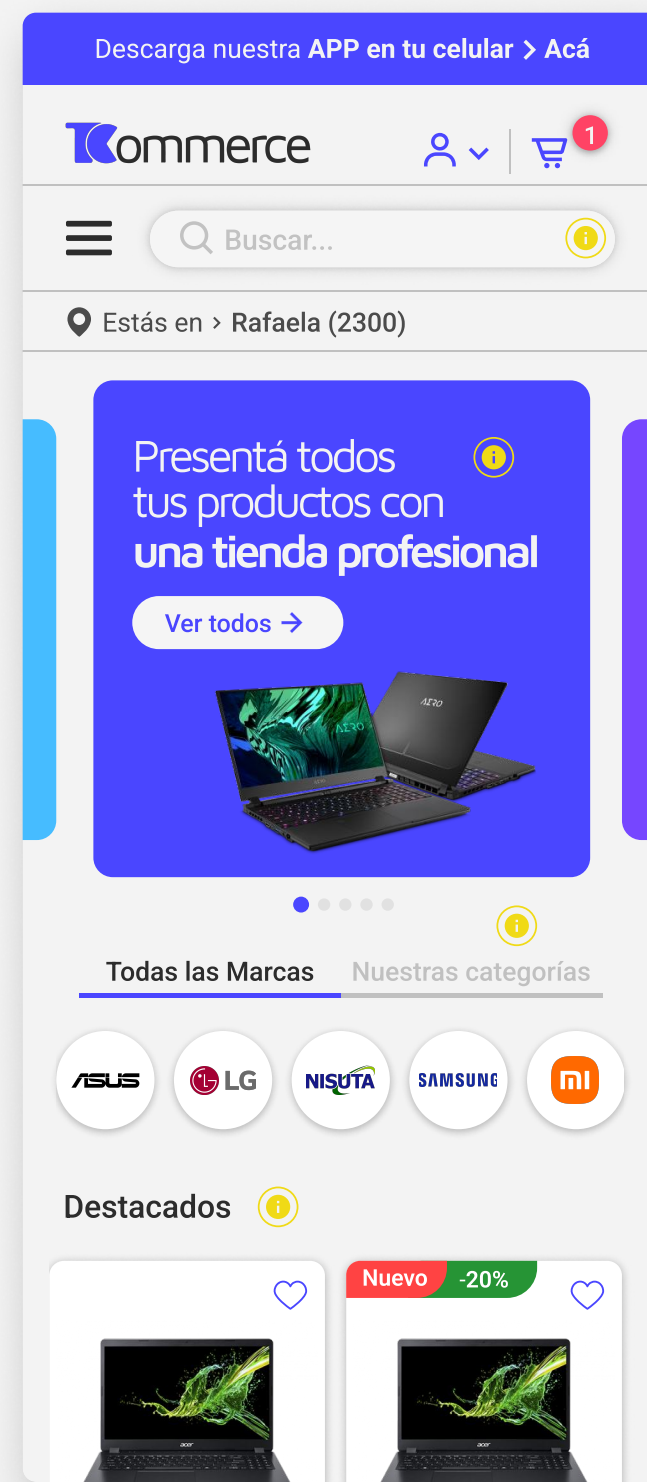 Descarga nuestra APP en tu celular > Acá
TKommerce
1
Buscar...
i
Estás en > Rafaela (2300)
Presentá todos
i
tus productos con
una tienda profesional
Ver todos →
AERO
AERO
i
Todas las Marcas
Nuestras categorías
ASUS
LG
NISUTA
SAMSUNG
mi
Destacados
i
Nuevo
-20%
acer
acer